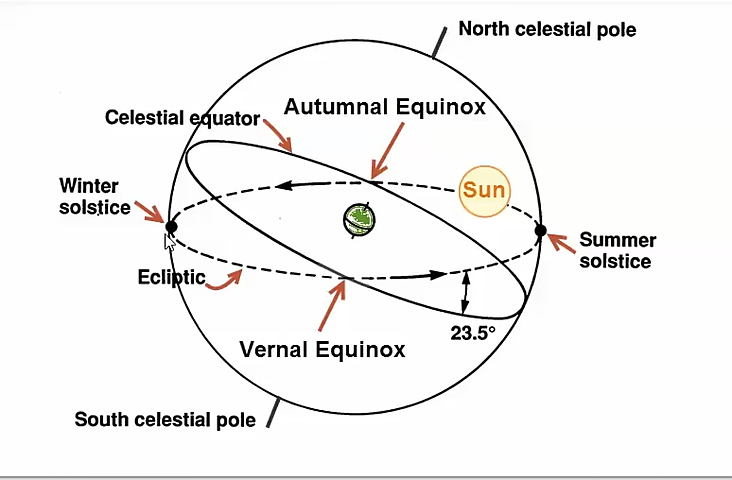 North celestial pole
Autumnal Equinox
Celestial equator
Winter
solstice
Sun
Summer
solstice
Ecliptic
23.5°
Vernal Equinox
South celestial pole